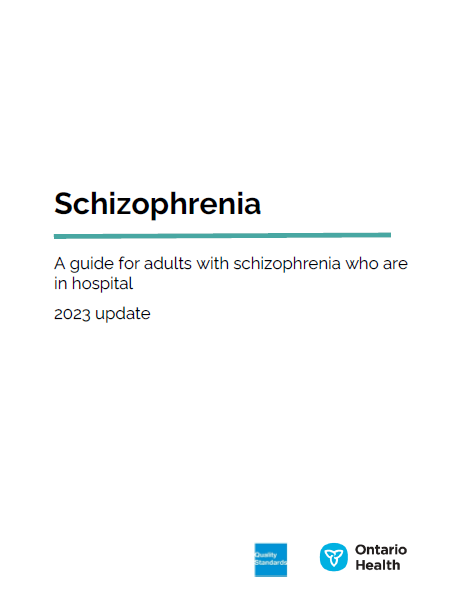 Schizophrenia
A guide for adults with schizophrenia who are
in hospital
2023 update
Quality
Standards
Ontario
Health